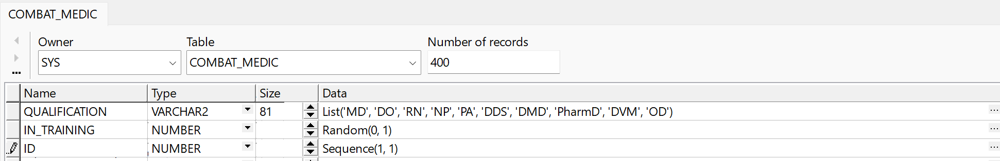 COMBAT_MEDIC
Owner Table Number of records
SYS COMBAT_MEDIC 400
Name Type Size Data
QUALIFICATION VARCHAR2 81 List('MD', 'DO', 'RN', 'NP', 'PA', 'DDS', 'DMD', 'PharmD', 'DVM', 'OD')
IN_TRAINING NUMBER Random(0, 1)
ID NUMBER Sequence(1, 1)